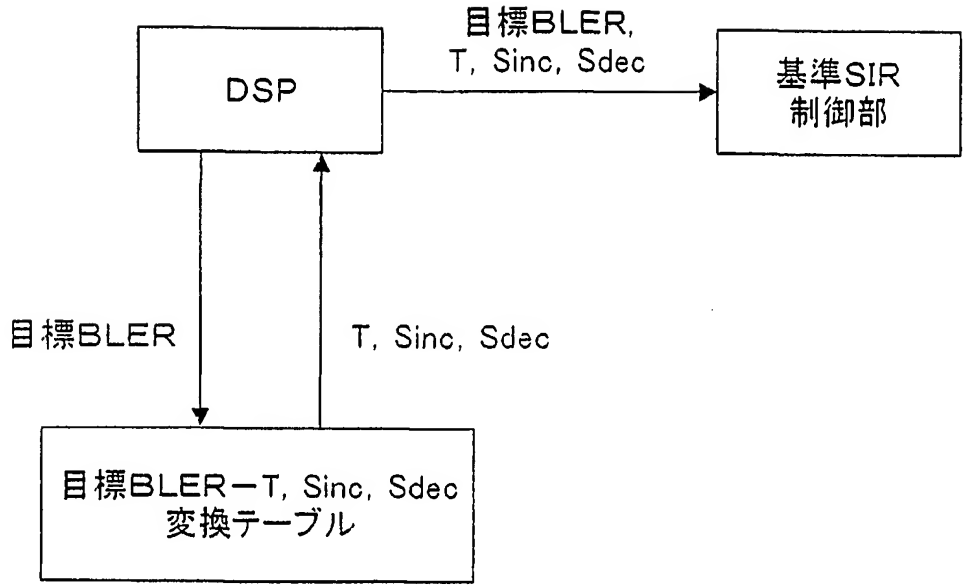 目標BLER,
T, Sinc, Sdec
DSP
基準SIR
制御部
目標BLER
T, Sinc, Sdec
目標BLERーT, Sinc, Sdec
変換テーブル